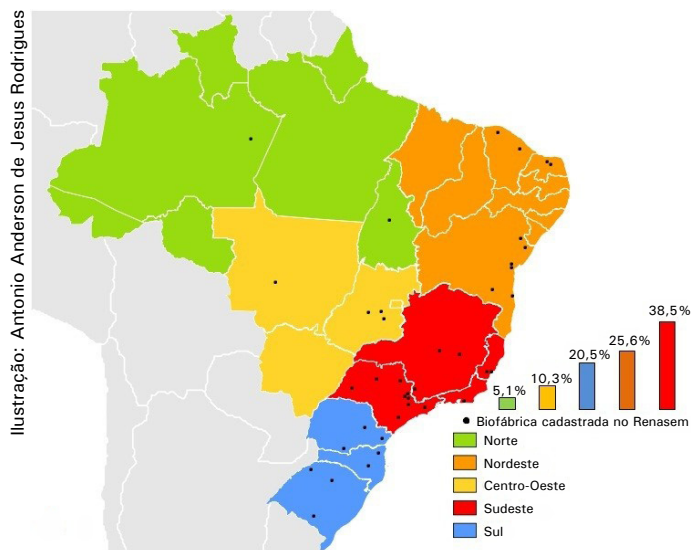 Ilustração: Antonio Anderson de Jesus Rodrigues
5,1%
10,3%
20,5%
25,6%
38,5%
Biofábrica cadastrada no Renasem
Norte
Nordeste
Centro-Oeste
Sudeste
Sul